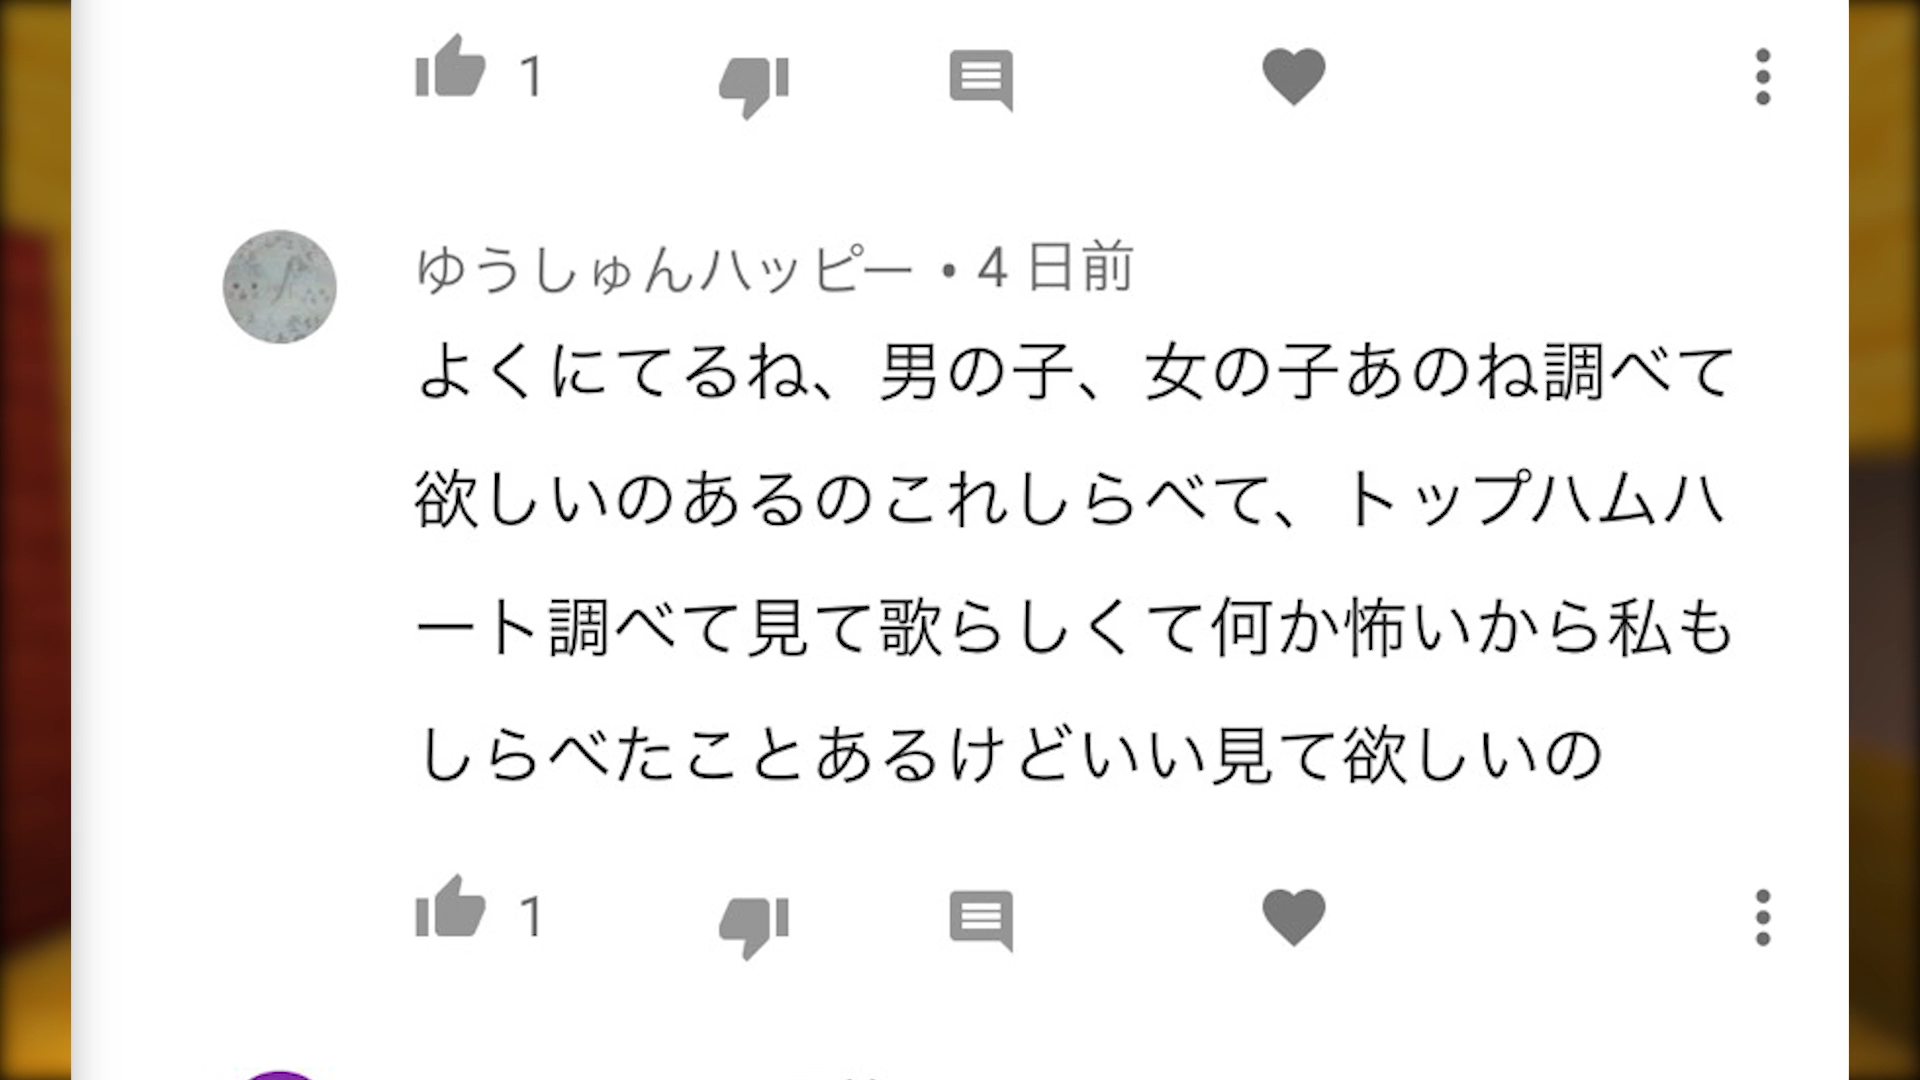 1
ゆうしゅんハッピー • 4 日前
よくにてるね、男の子、女の子あのね調べて
欲しいのあるのこれしらべて、トップハムハ
ート調べて見て歌らしくて何か怖いから私も
しらべたことあるけどいい見て欲しいの
1